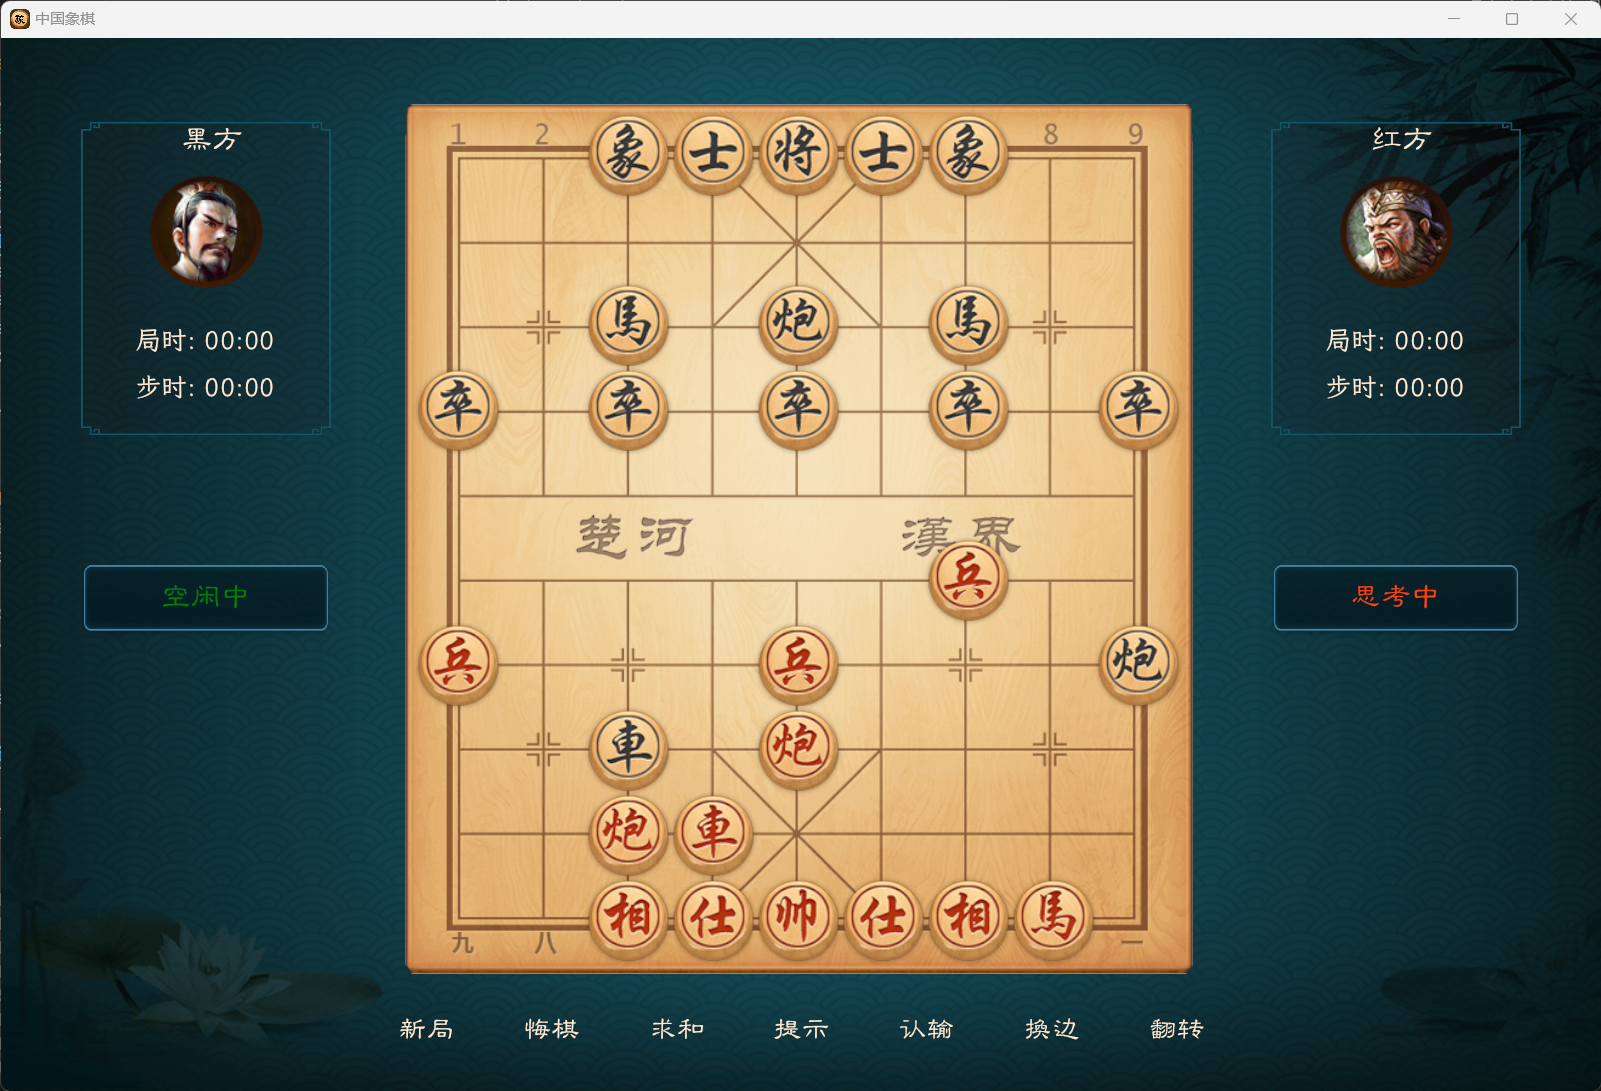 中国象棋
1 2 象 士 将 士 象 8 9
黑方
红方
馬 炮 馬
局时: 00:00
局时: 00:00
步时: 00:00
步时: 00:00
卒 卒 卒 卒 卒
楚河 漢界
兵
空闲中
思考中
兵 兵 炮
車 炮
炮 車
相 仕 帅 仕 相 馬
九 八 一
新局 悔棋 求和 提示 认输 換边 翻转